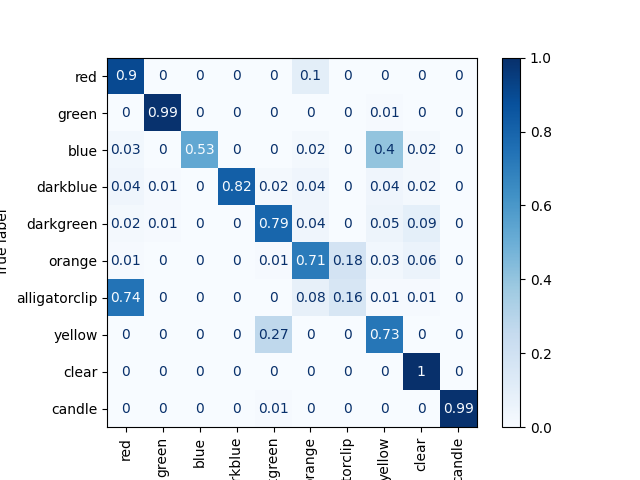 red 0.9 0 0 0 0 0.1 0 0 0 0
green 0 0.99 0 0 0 0 0 0.01 0 0
blue 0.03 0 0.53 0 0 0.02 0 0.4 0.02 0
darkblue 0.04 0.01 0 0.82 0.02 0.04 0 0.04 0.02 0
darkgreen 0.02 0.01 0 0 0.79 0.04 0 0.05 0.09 0
orange 0.01 0 0 0 0.01 0.71 0.18 0.03 0.06 0
alligatorclip 0.74 0 0 0 0 0.08 0.16 0.01 0.01 0
yellow 0 0 0 0 0.27 0 0 0.73 0 0
clear 0 0 0 0 0 0 0 0 1 0
candle 0 0 0 0 0.01 0 0 0 0 0.99
red green blue rkblue green range torclip yellow clear candle
True label
1.0
0.8
0.6
0.4
0.2
0.0